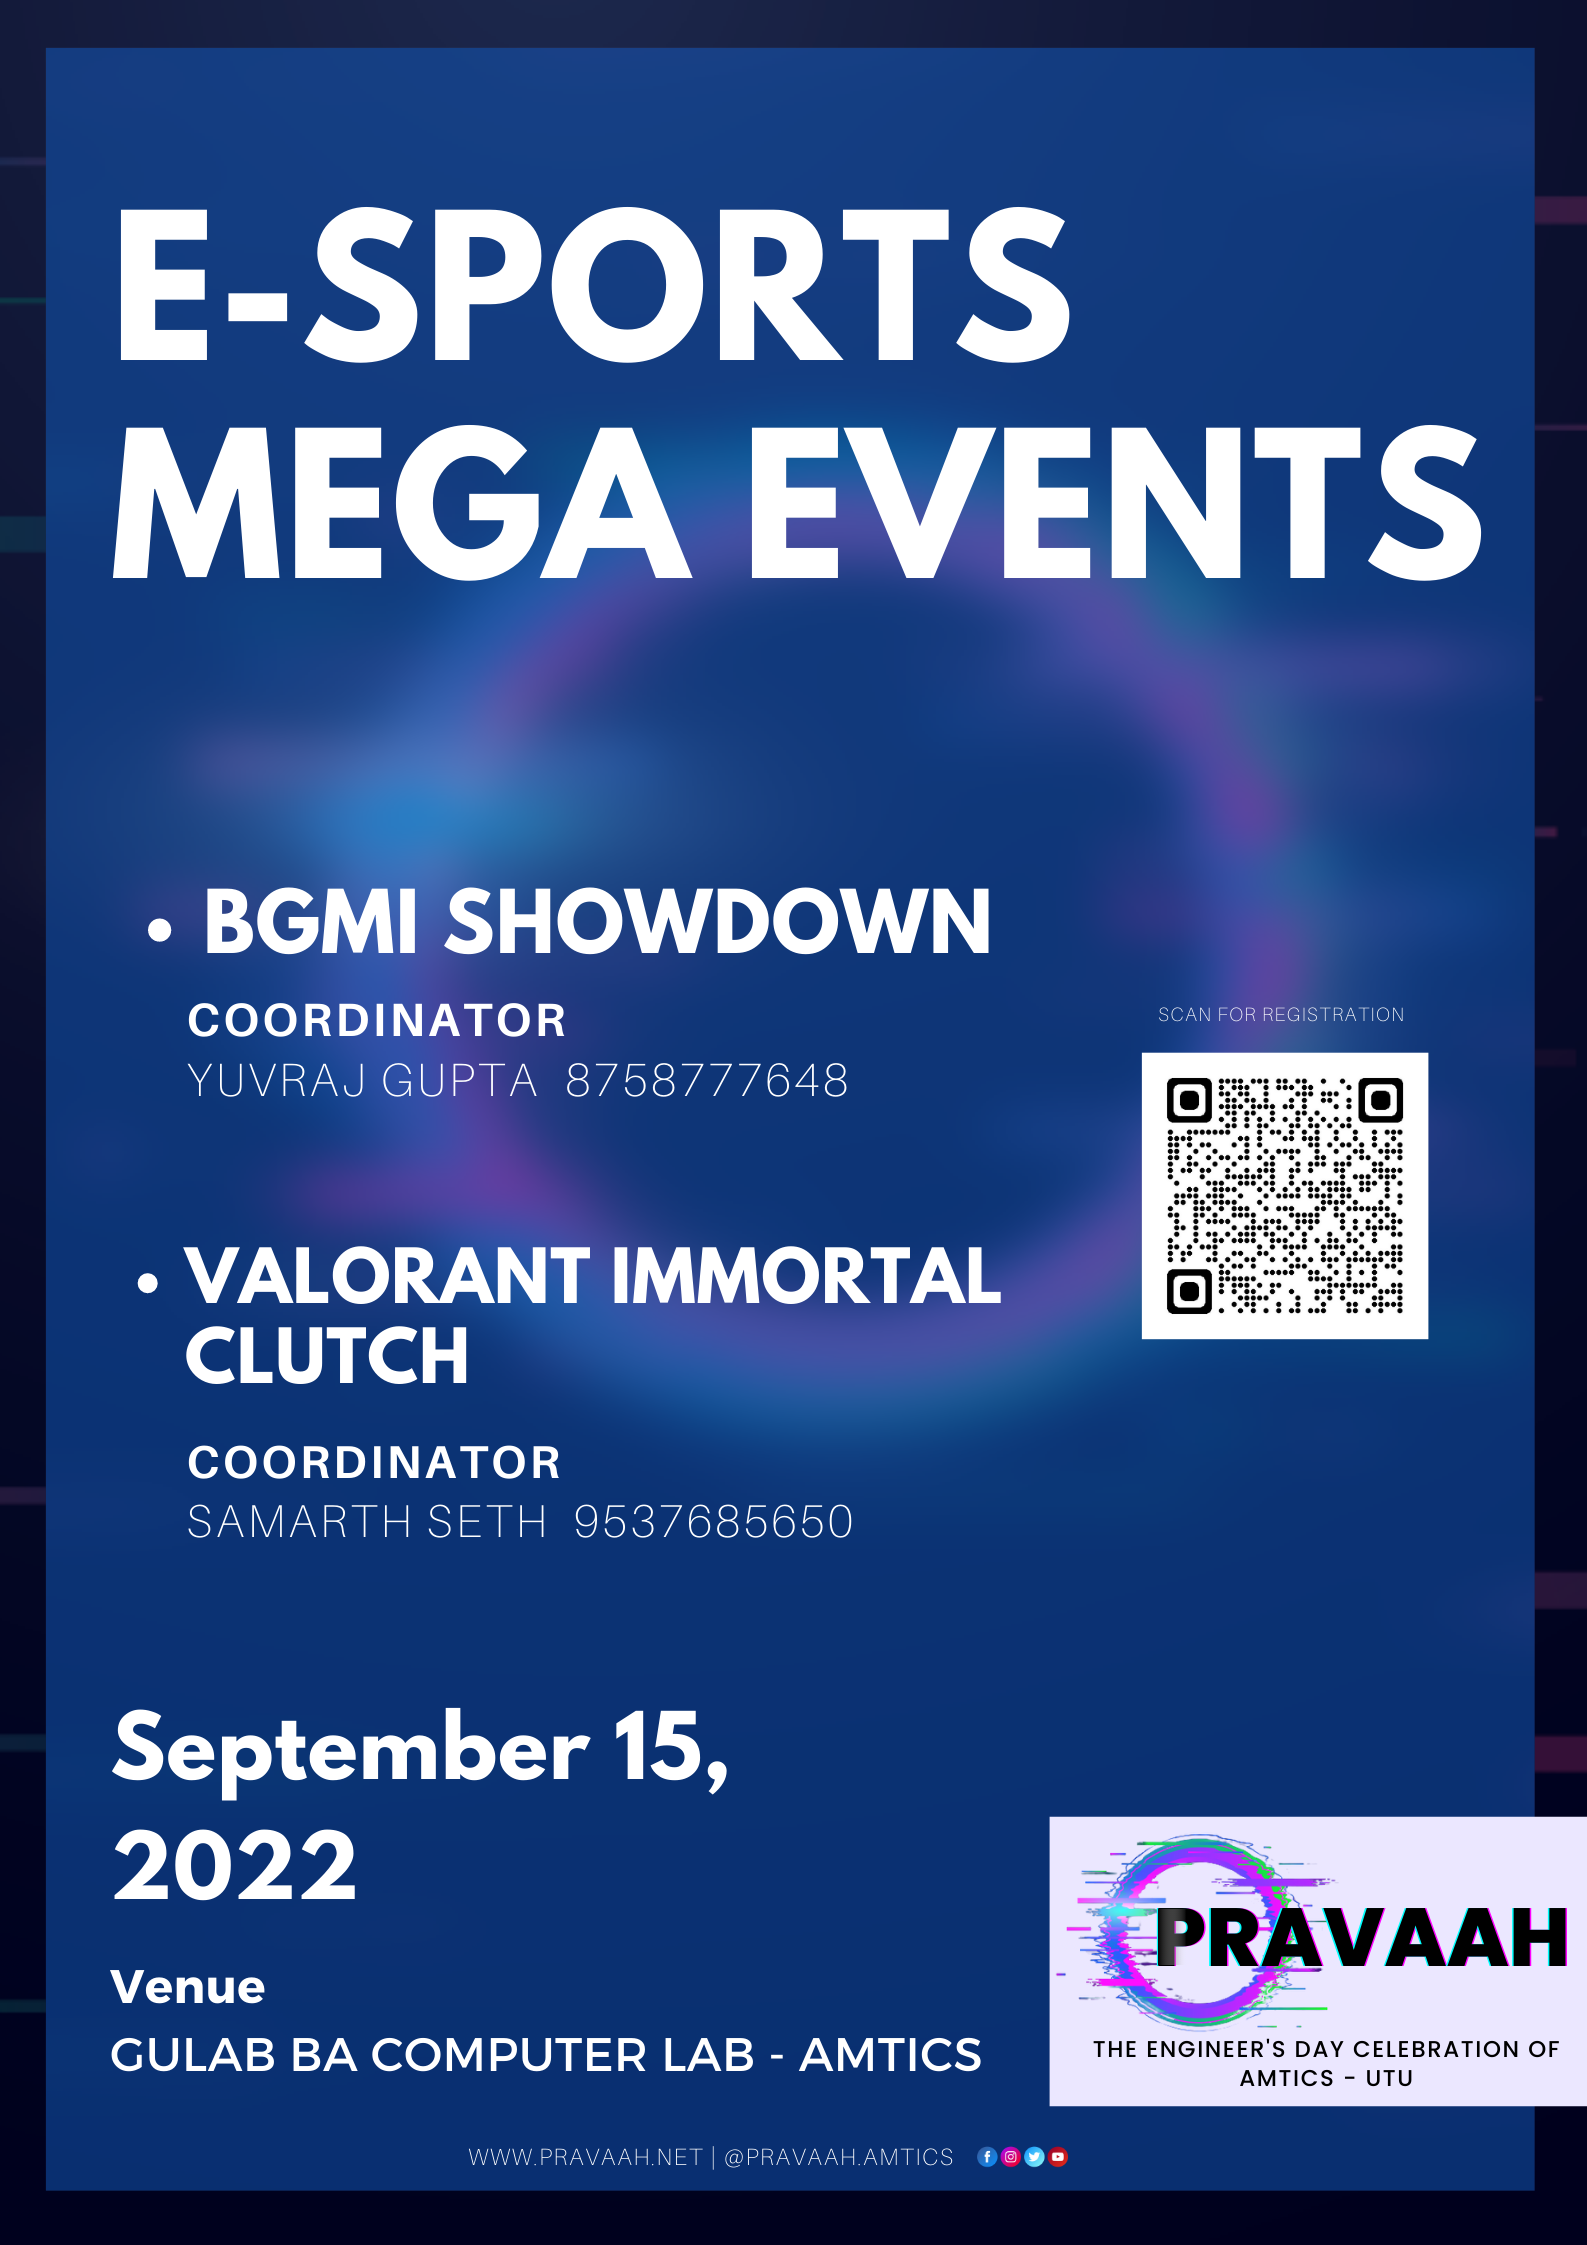 E-SPORTS
MEGA EVENTS
• BGMI SHOWDOWN
COORDINATOR
YUVRAJ GUPTA 8758777648
SCAN FOR REGISTRATION
• VALORANT IMMORTAL
CLUTCH
COORDINATOR
SAMARTH SETH 9537685650
September 15,
2022
Venue
GULAB BA COMPUTER LAB - AMTICS
PRAVAAH
THE ENGINEER'S DAY CELEBRATION OF
AMTICS - UTU
WWW.PRAVAAH.NET | @PRAVAAH.AMTICS